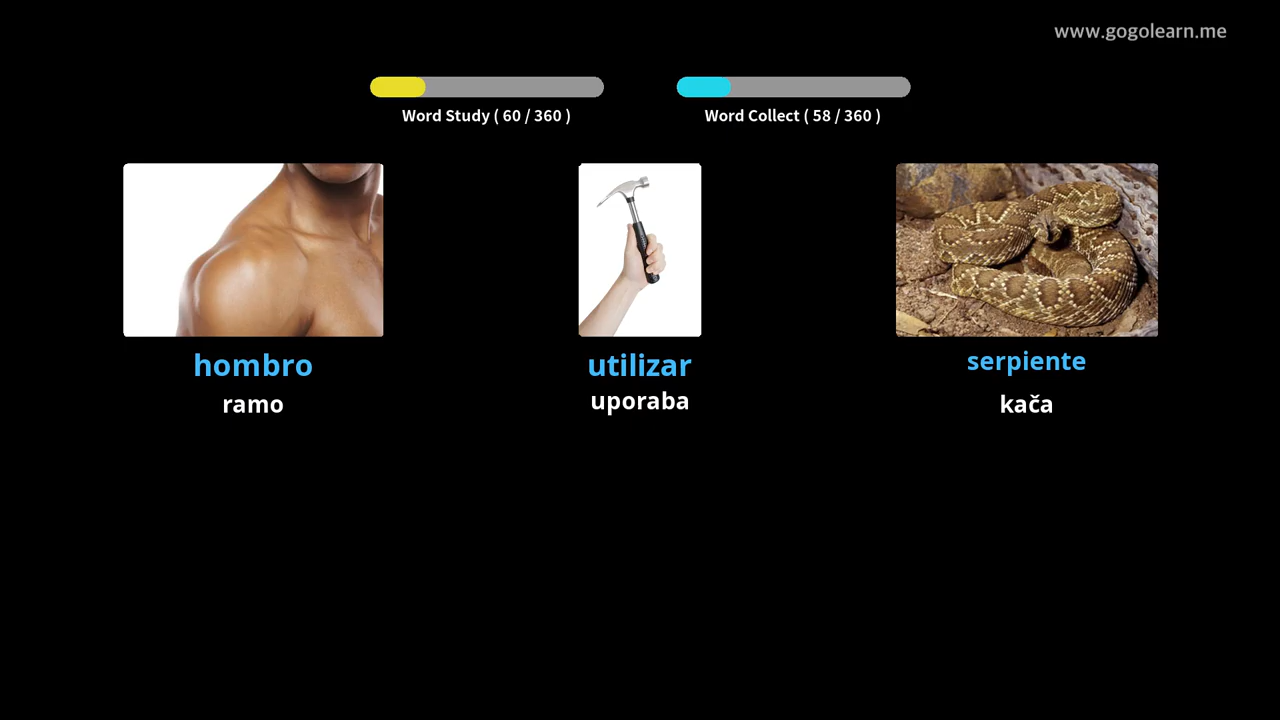 www.gogolearn.me
Word Study ( 60 / 360 )
Word Collect ( 58 / 360 )
hombro
ramo
utilizar
uporaba
serpiente
kača